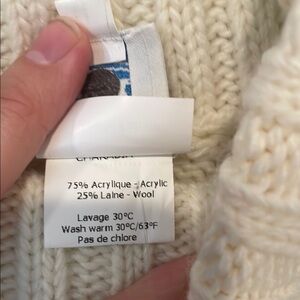 75% Acrylique - Acrylic
25% Laine - Wool
Lavage 30°C
Wash warm 30°C/63°F
Pas de chlore